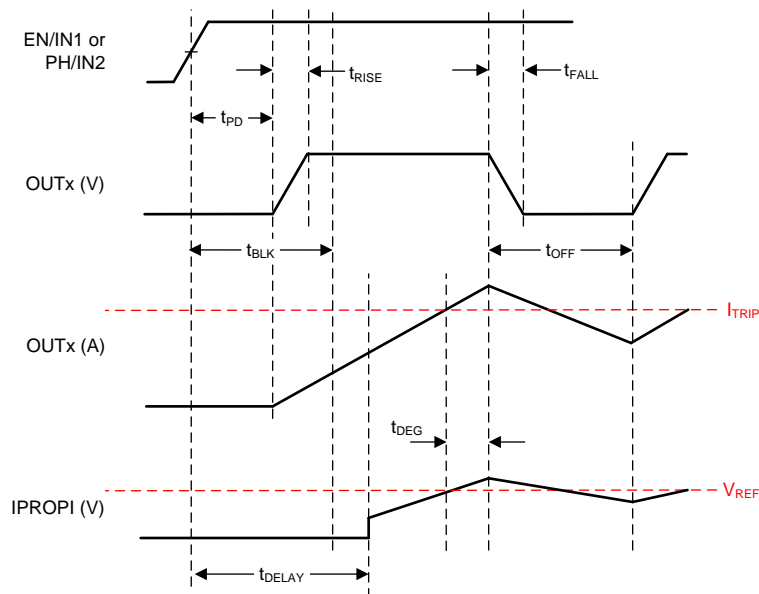 EN/IN1 or
PH/IN2
tRISE
tFALL
tPD
OUTx (V)
tBLK
tOFF
ITRIP
OUTx (A)
tDEG
VREF
IPROPI (V)
tDELAY